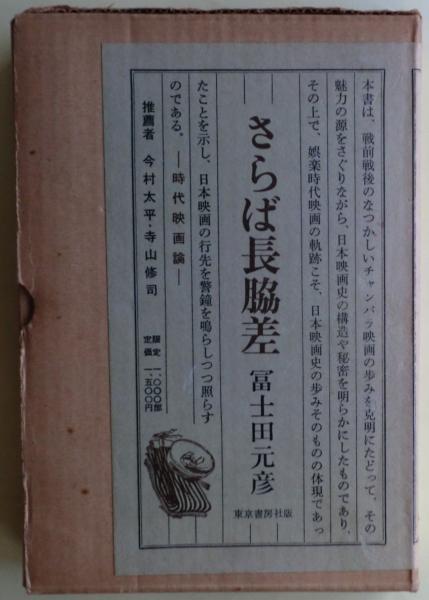 本書は、戦前戦後のなつかしいチャンバラ映画の歩みを克明にたどって、その
魅力の源をさぐりながら、日本映画史の構造や秘密を明らかにしたものであり、
その上で、娯楽時代映画の軌跡こそ、日本映画史の歩みそのものの体現であっ
さらば長脇差 冨士田元彦
東京書房社版
たことを示し、日本映画の行先を警鐘を鳴らしつつ照らす
のである。 ―時代映画論―
推薦者 今村太平・寺山修司
限定 一、〇〇〇部
定価 一、五〇〇円